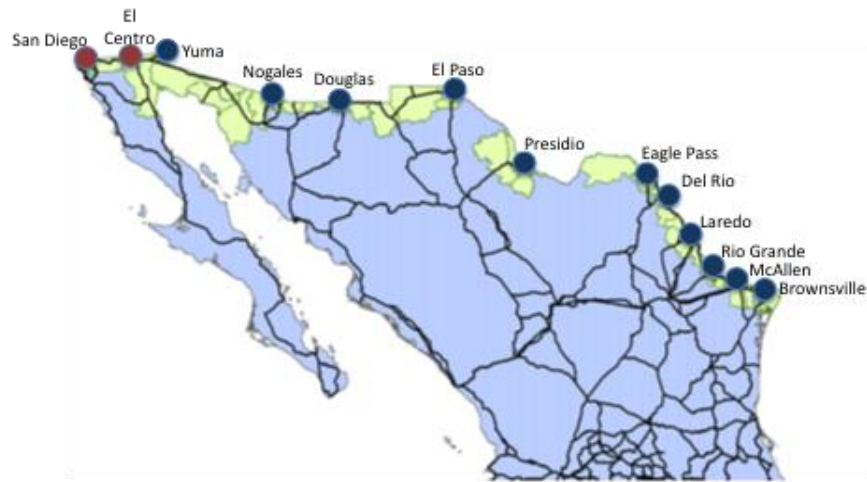 El
San Diego
Centro
Yuma
Nogales
Douglas
El Paso
Presidio
Eagle Pass
Del Rio
Laredo
Rio Grande
McAllen
Brownsville